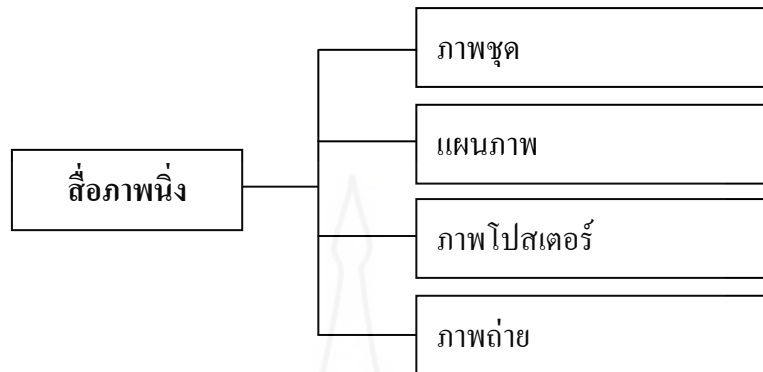 ภาพชุด
แผนภาพ
สื่อภาพนิ่ง
ภาพโปสเตอร์
ภาพถ่าย